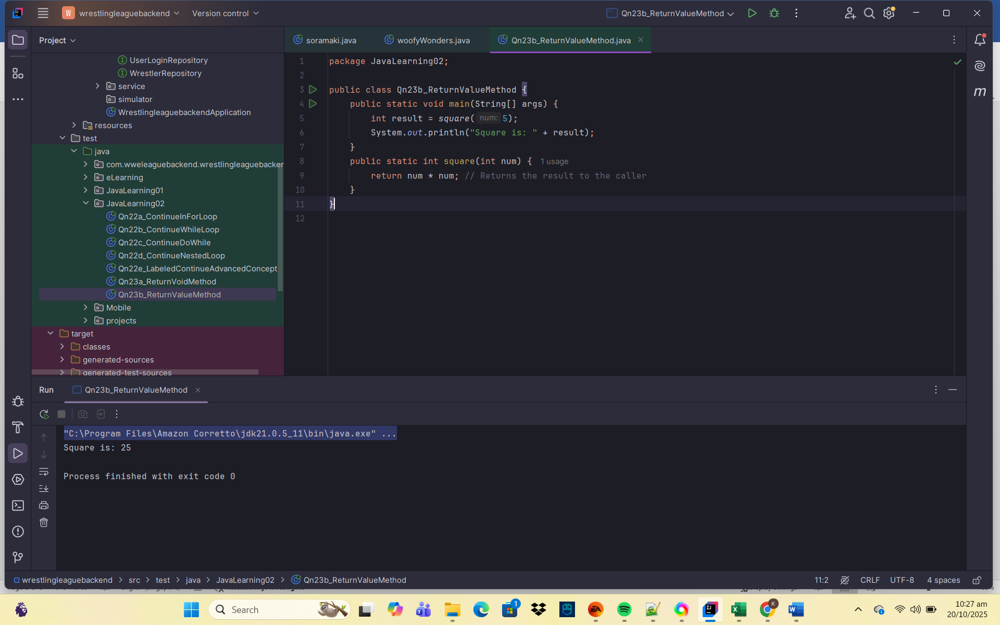 W wrestlingleaguebackend Version control Qn23b_ReturnValueMethod
Project
UserLoginRepository
WrestlerRepository
service
simulator
WrestlingleaguebackendApplication
resources
test
java
com.wweleaguebackend.wrestlingleaguebacken
eLearning
JavaLearning01
JavaLearning02
Qn22a_ContinueInForLoop
Qn22b_ContinueWhileLoop
Qn22c_ContinueDoWhile
Qn22d_ContinueNestedLoop
Qn22e_LabeledContinueAdvancedConcept
Qn23a_ReturnVoidMethod
Qn23b_ReturnValueMethod
Mobile
projects
target
classes
generated-sources
generated-test-sources
soramaki.java woofyWonders.java Qn23b_ReturnValueMethod.java
1 package JavaLearning02;
2
3 public class Qn23b_ReturnValueMethod {
4 public static void main(String[] args) {
5 int result = square( num: 5);
6 System.out.println("Square is: " + result);
7 }
8 public static int square(int num) { 1 usage
9 return num * num; // Returns the result to the caller
10 }
11 }
12
m
Run Qn23b_ReturnValueMethod
"C:\Program Files\Amazon Corretto\jdk21.0.5_11\bin\java.exe" ...
Square is: 25
Process finished with exit code 0
wrestlingleaguebackend > src > test > java > JavaLearning02 > Qn23b_ReturnValueMethod
11:2 CRLF UTF-8 4 spaces
Search
1
EA
K
10:27 am
20/10/2025